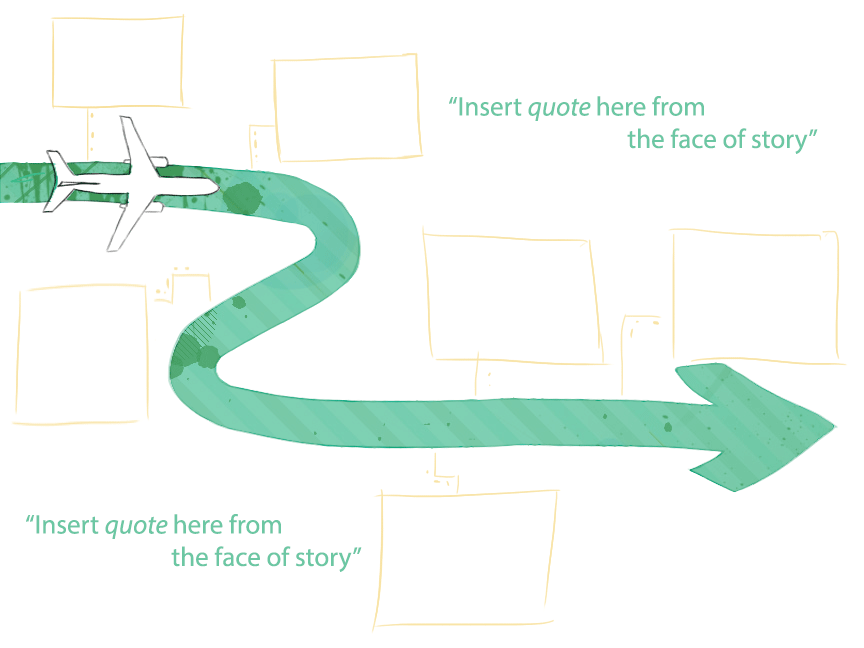 “Insert quote here from
the face of story”
“Insert quote here from
the face of story”